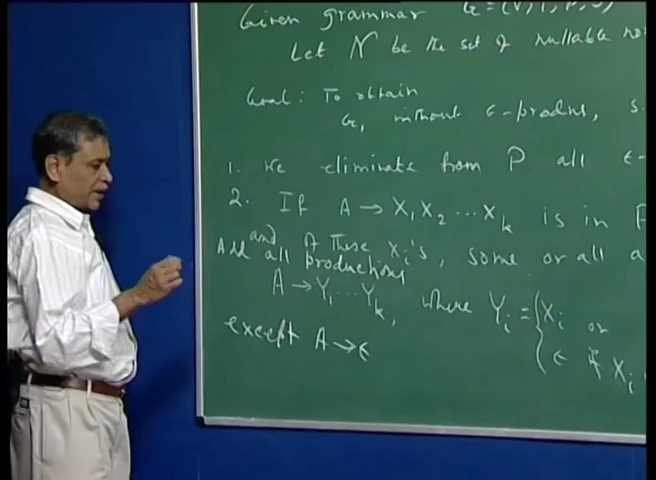 Given grammar G = (V, T, P, S)
Let N be the set of nullable
Goal: To obtain
G₁ without ε-prodns,
1. We eliminate from P all ε-
2. If A → X₁X₂ ⋯ Xₖ is in P
and of these Xᵢ's, some or all
Add all productions
A → Y₁ ⋯ Yₖ, where Yᵢ = { Xᵢ or
ε if Xᵢ
except A → ε